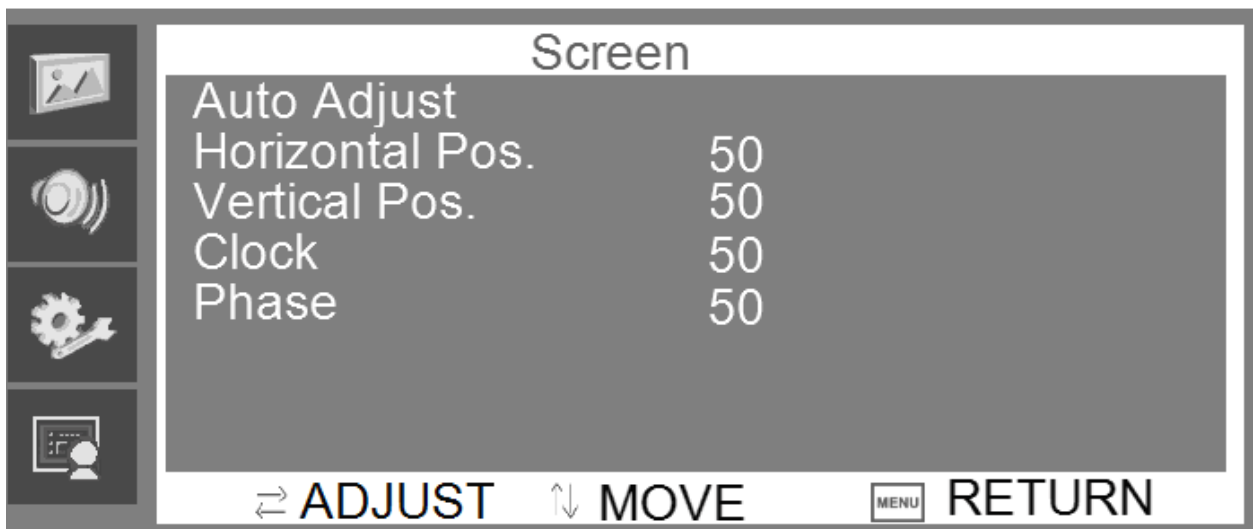 Screen
Auto Adjust
Horizontal Pos. 50
Vertical Pos. 50
Clock 50
Phase 50
ADJUST MOVE MENU RETURN